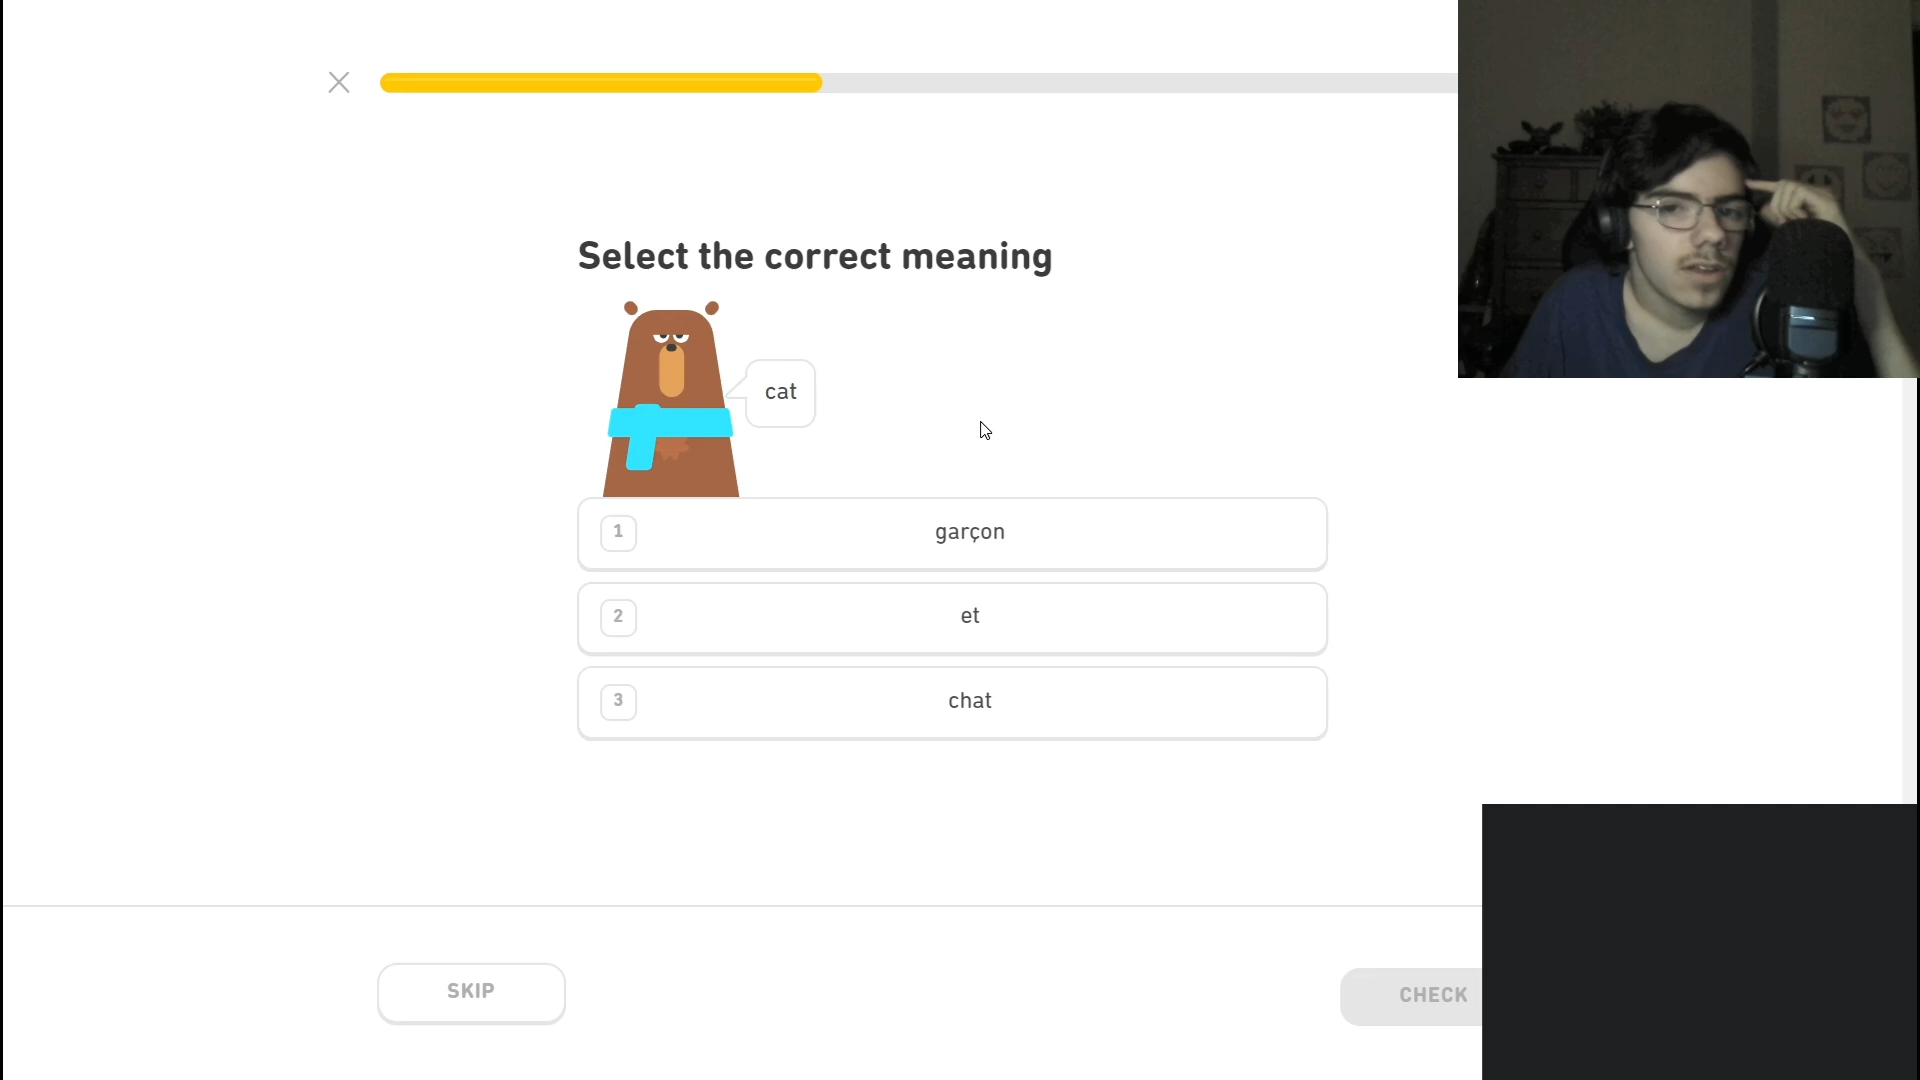 Select the correct meaning
cat
1
garçon
2
et
3
chat
SKIP
CHECK